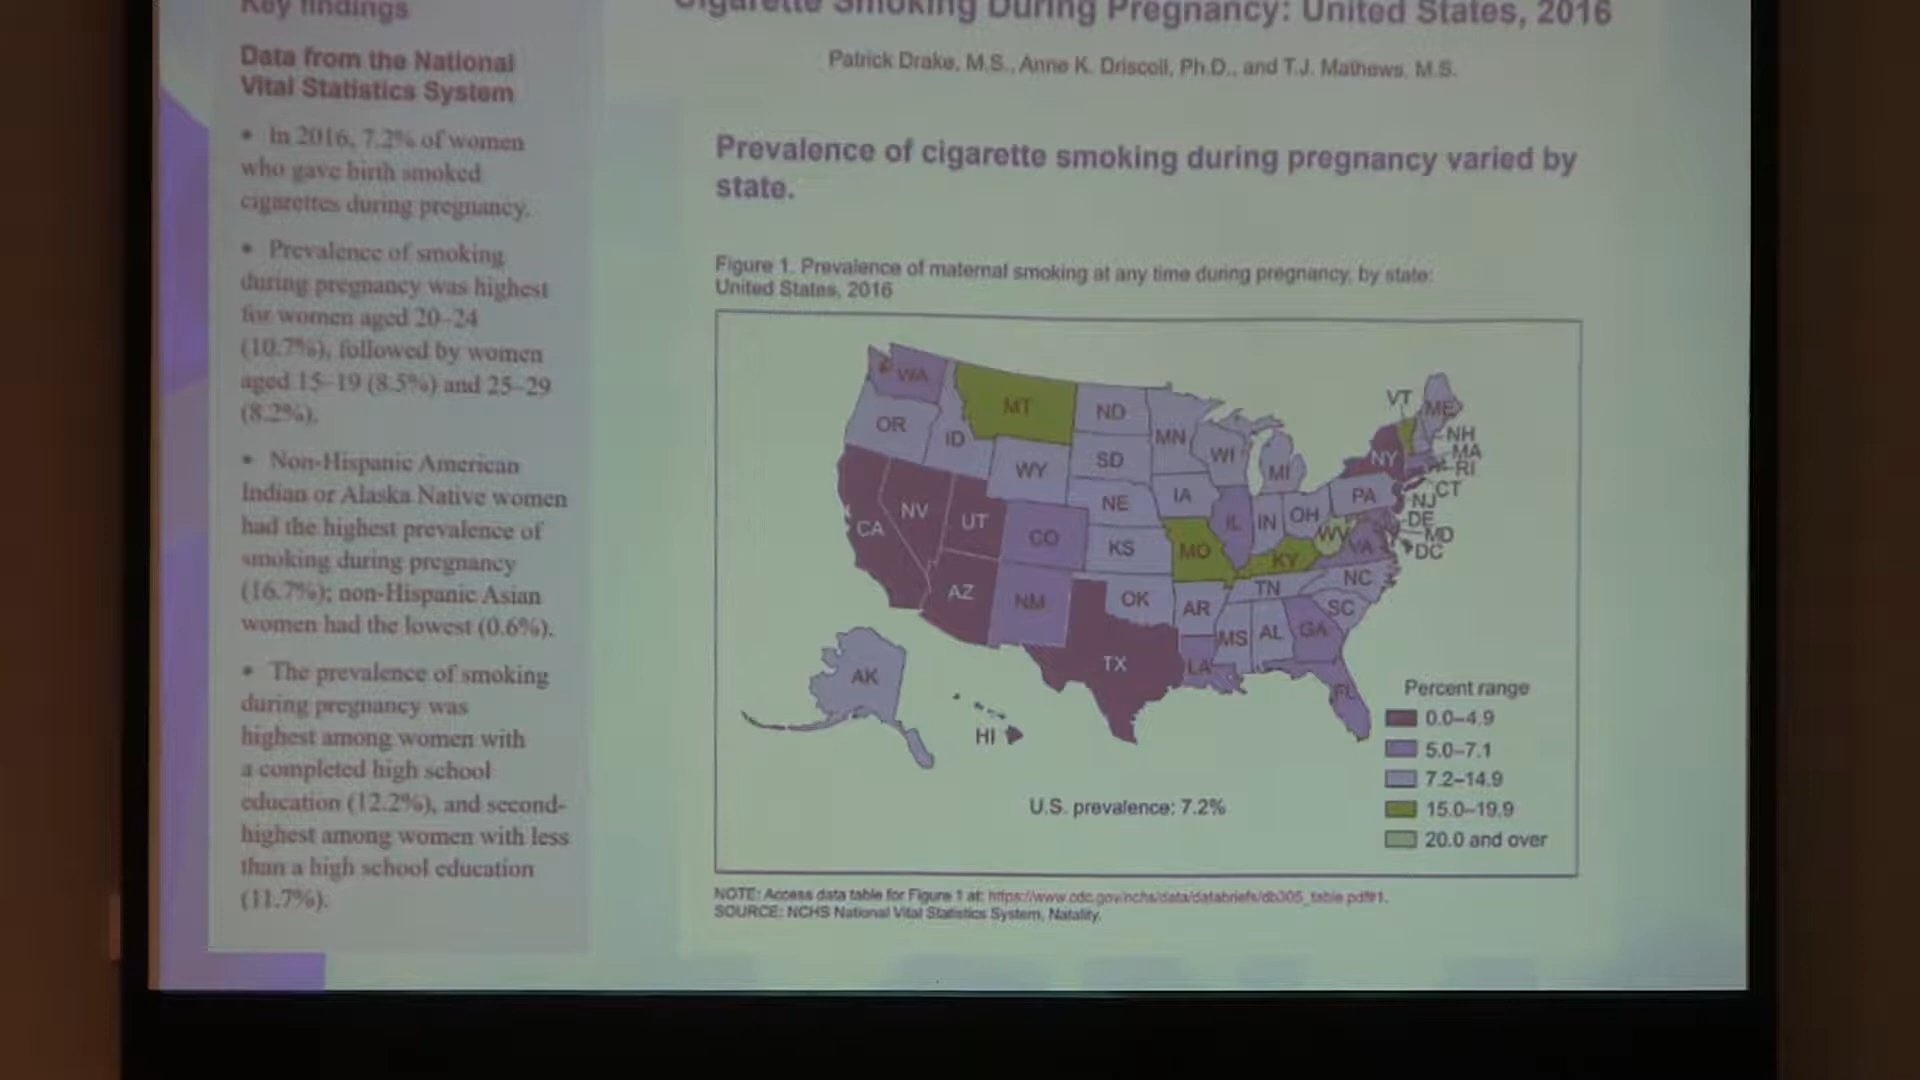 Key findings
Data from the National
Vital Statistics System
• In 2016, 7.2% of women
who gave birth smoked
cigarettes during pregnancy.
• Prevalence of smoking
during pregnancy was highest
for women aged 20–24
(10.7%), followed by women
aged 15–19 (8.5%) and 25–29
(8.2%).
• Non-Hispanic American
Indian or Alaska Native women
had the highest prevalence of
smoking during pregnancy
(16.7%); non-Hispanic Asian
women had the lowest (0.6%).
• The prevalence of smoking
during pregnancy was
highest among women with
a completed high school
education (12.2%), and second-
highest among women with less
than a high school education
(11.7%).
Cigarette Smoking During Pregnancy: United States, 2016
Patrick Drake, M.S., Anne K. Driscoll, Ph.D., and T.J. Mathews, M.S.
Prevalence of cigarette smoking during pregnancy varied by
state.
Figure 1. Prevalence of maternal smoking at any time during pregnancy, by state:
United States, 2016
WA
MT
ND
MN
VT
ME
OR
ID
WY
SD
WI
MI
NY
NH
MA
RI
CT
NJ
DE
MD
DC
NV
UT
CA
CO
NE
IA
IL
IN
OH
PA
KS
MO
KY
WV
VA
AZ
NM
OK
AR
TN
NC
SC
MS
AL
GA
TX
LA
FL
AK
HI
Percent range
0.0–4.9
5.0–7.1
7.2–14.9
15.0–19.9
20.0 and over
U.S. prevalence: 7.2%
NOTE: Access data table for Figure 1 at: https://www.cdc.gov/nchs/data/databriefs/db305_table.pdf#1.
SOURCE: NCHS National Vital Statistics System, Natality.